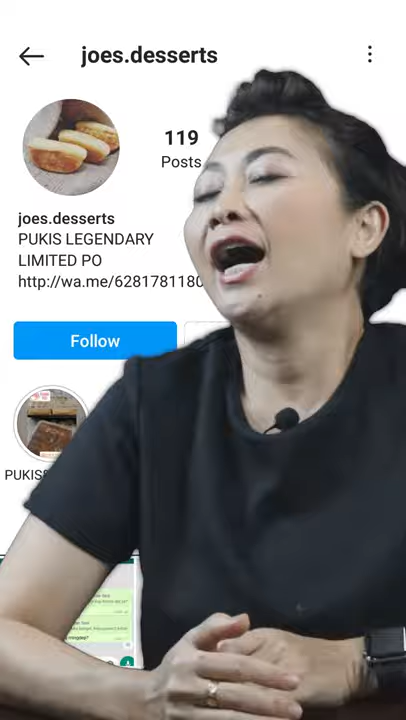 joes.desserts
119
Posts
joes.desserts
PUKIS LEGENDARY
LIMITED PO
http://wa.me/6281781180
Follow